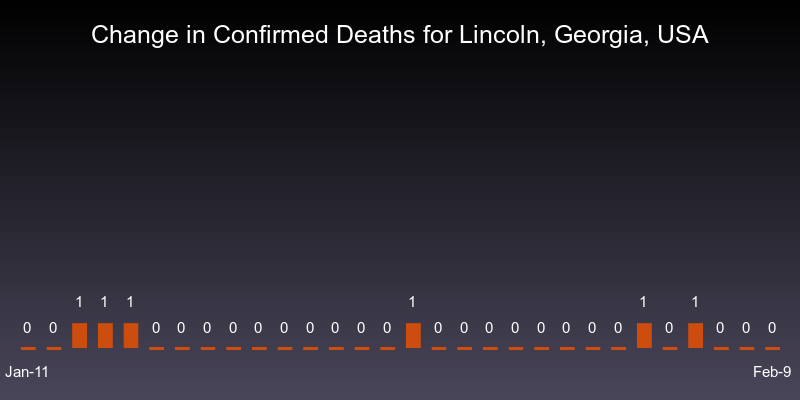 Change in Confirmed Deaths for Lincoln, Georgia, USA
0 0 1 1 1 0 0 0 0 0 0 0 0 0 0 1 0 0 0 0 0 0 0 0 1 0 1 0 0 0
Jan-11 Feb-9